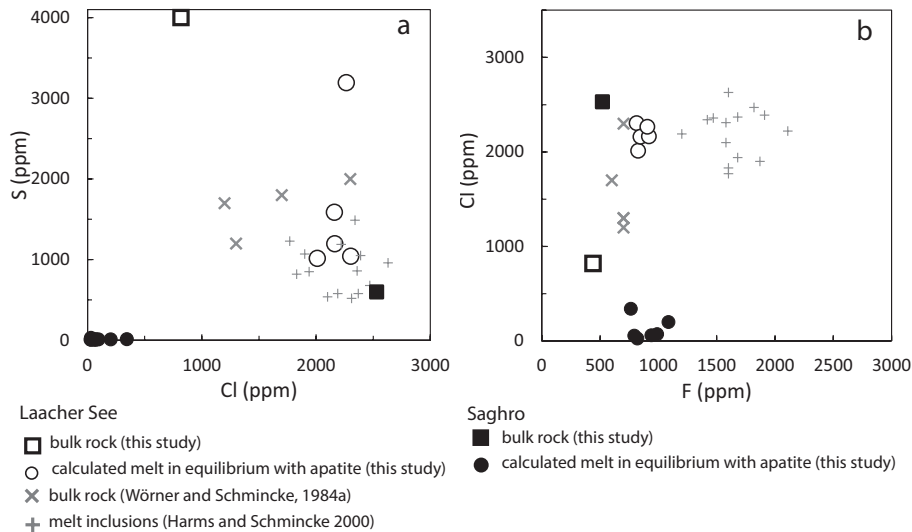 a
4000
3000
2000
1000
0
S (ppm)
0
1000
2000
3000
Cl (ppm)
b
3000
2000
1000
0
Cl (ppm)
0
500
1000
1500
2000
2500
3000
F (ppm)
Laacher See
bulk rock (this study)
calculated melt in equilibrium with apatite (this study)
bulk rock (Wörner and Schmincke, 1984a)
melt inclusions (Harms and Schmincke 2000)
Saghro
bulk rock (this study)
calculated melt in equilibrium with apatite (this study)